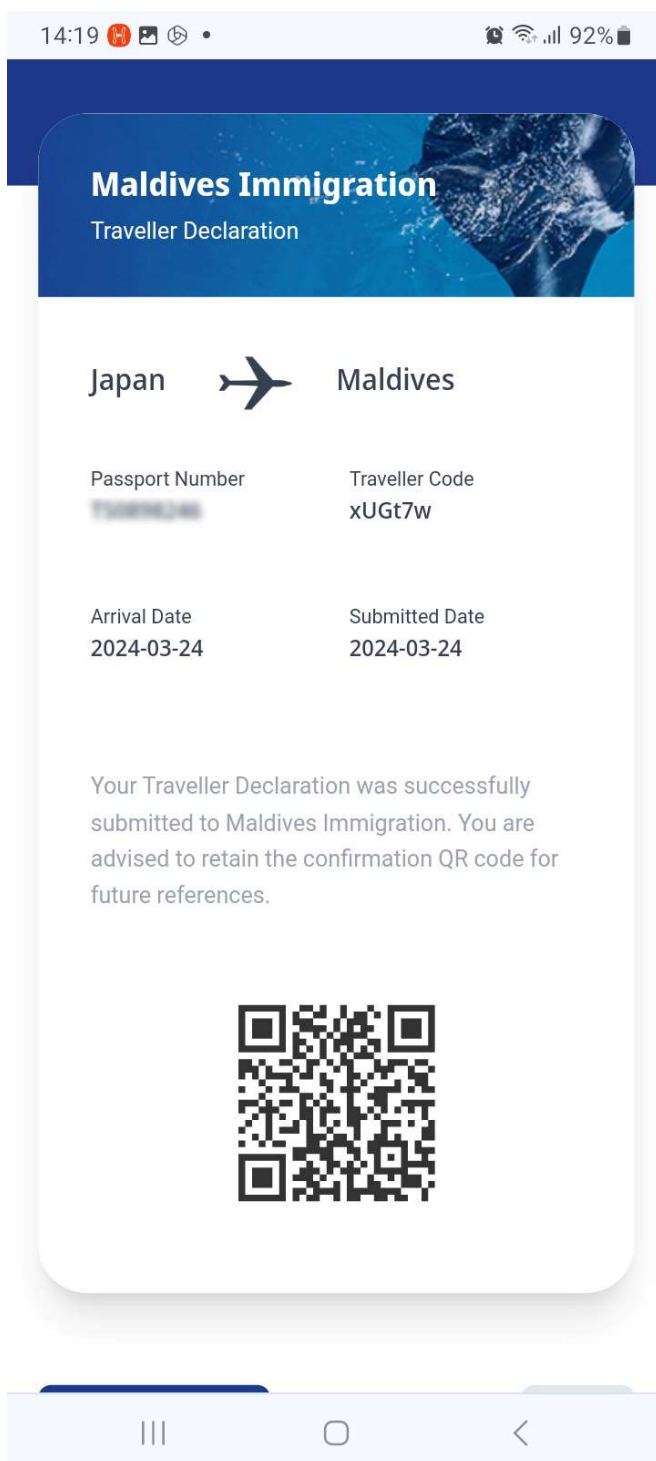 14:19
92%
Maldives Immigration
Traveller Declaration
Japan
Maldives
Passport Number
Traveller Code
xUGt7w
Arrival Date
Submitted Date
2024-03-24
2024-03-24
Your Traveller Declaration was successfully
submitted to Maldives Immigration. You are
advised to retain the confirmation QR code for
future references.